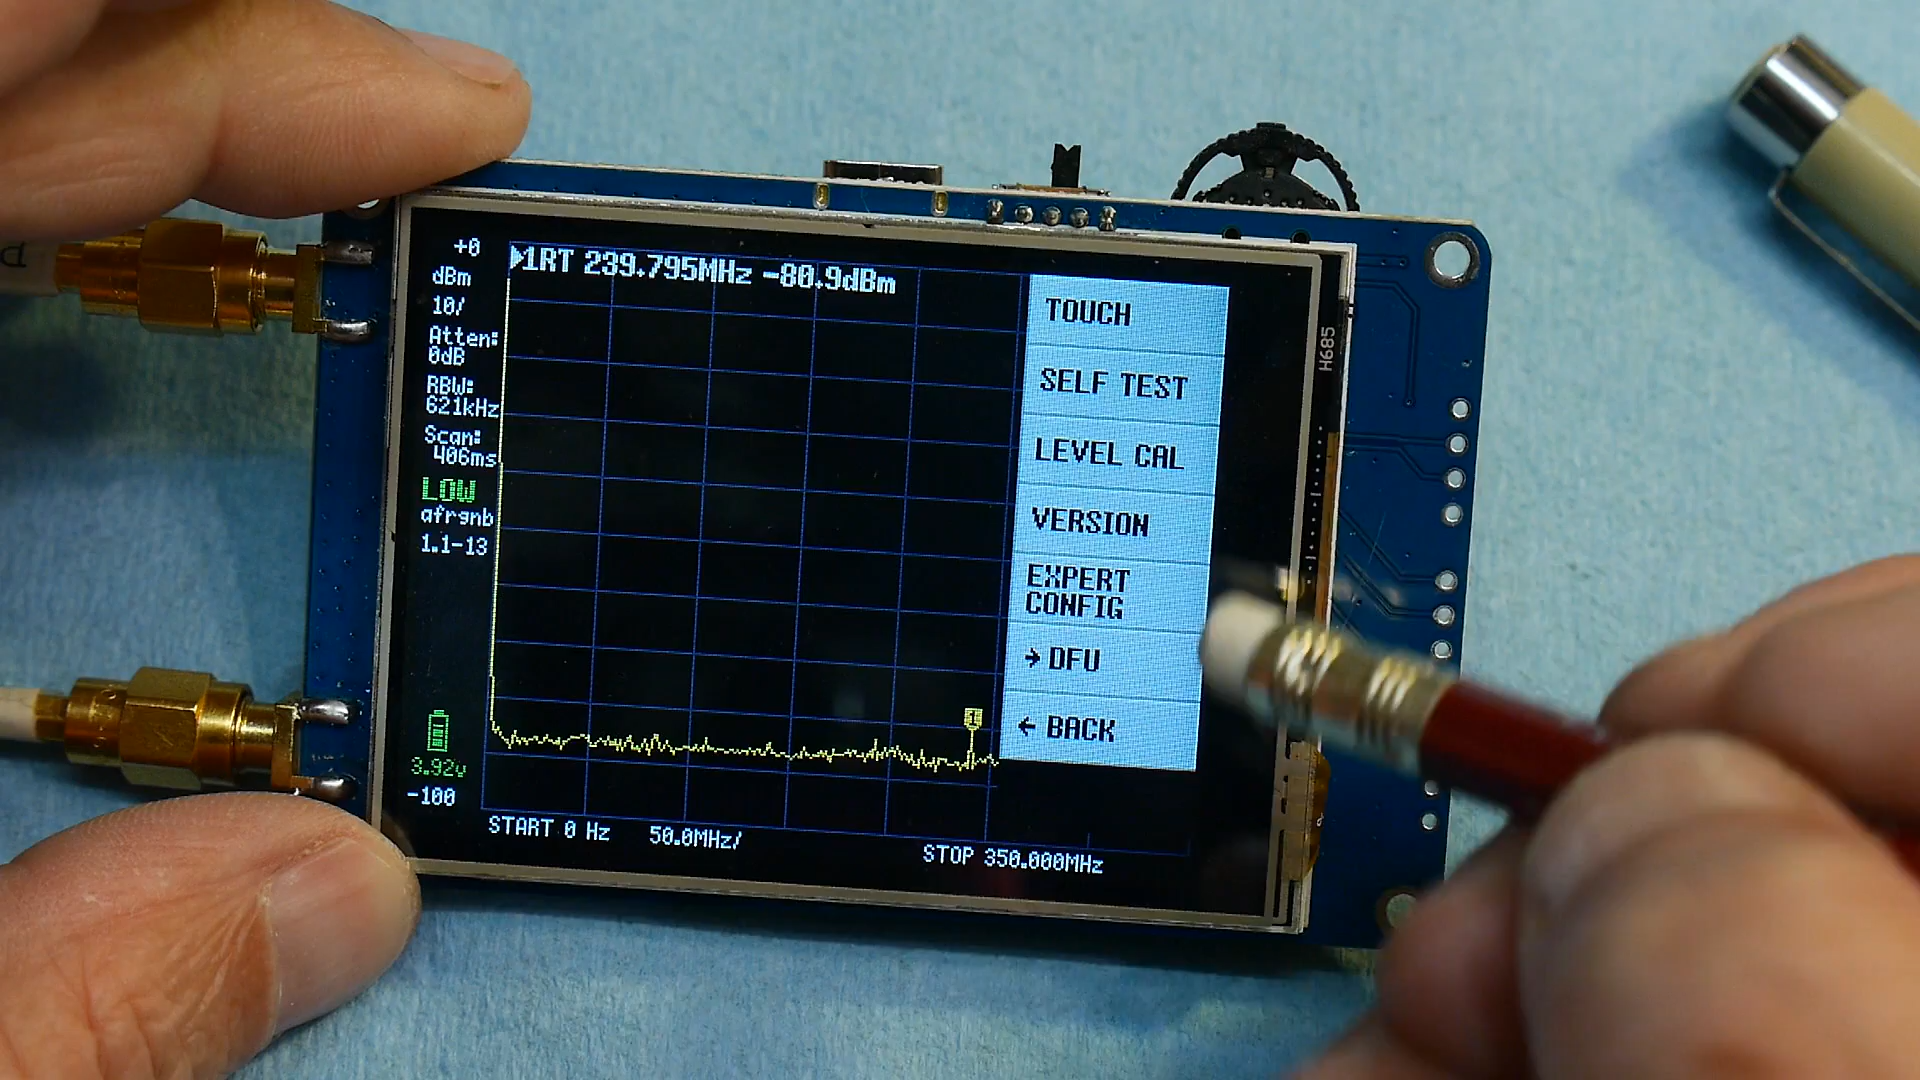 +0
▶1RT 239.795MHz -80.9dBm
dBm
10/
Atten:
0dB
RBW:
621kHz
Scan:
406ms
LOW
afrgnb
1.1-13
3.92v
-100
START 0 Hz 50.0MHz/ STOP 350.000MHz
1
TOUCH
SELF TEST
LEVEL CAL
VERSION
EXPERT
CONFIG
→ DFU
← BACK
H685